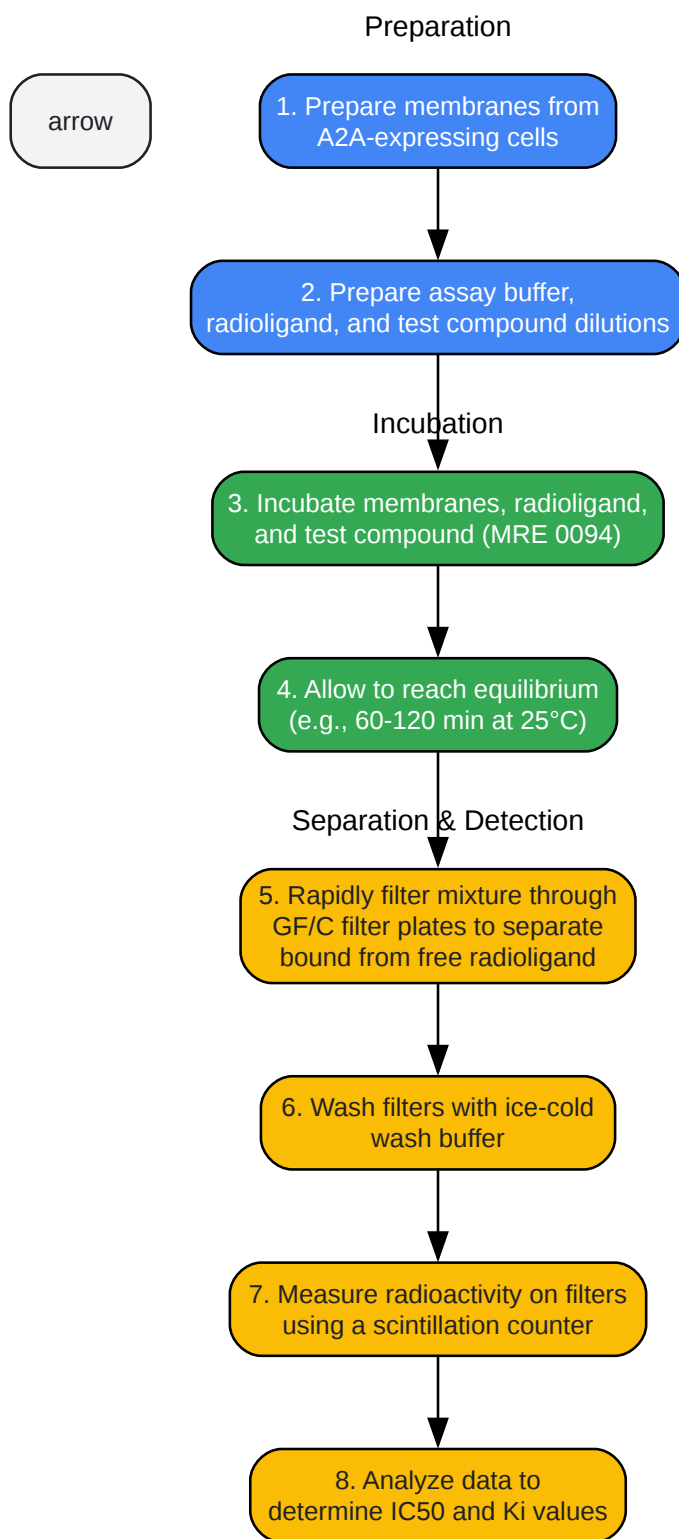 Preparation
arrow
1. Prepare membranes from
A2A-expressing cells
2. Prepare assay buffer,
radioligand, and test compound dilutions
Incubation
3. Incubate membranes, radioligand,
and test compound (MRE 0094)
4. Allow to reach equilibrium
(e.g., 60-120 min at 25°C)
Separation & Detection
5. Rapidly filter mixture through
GF/C filter plates to separate
bound from free radioligand
6. Wash filters with ice-cold
wash buffer
7. Measure radioactivity on filters
using a scintillation counter
8. Analyze data to
determine IC50 and Ki values